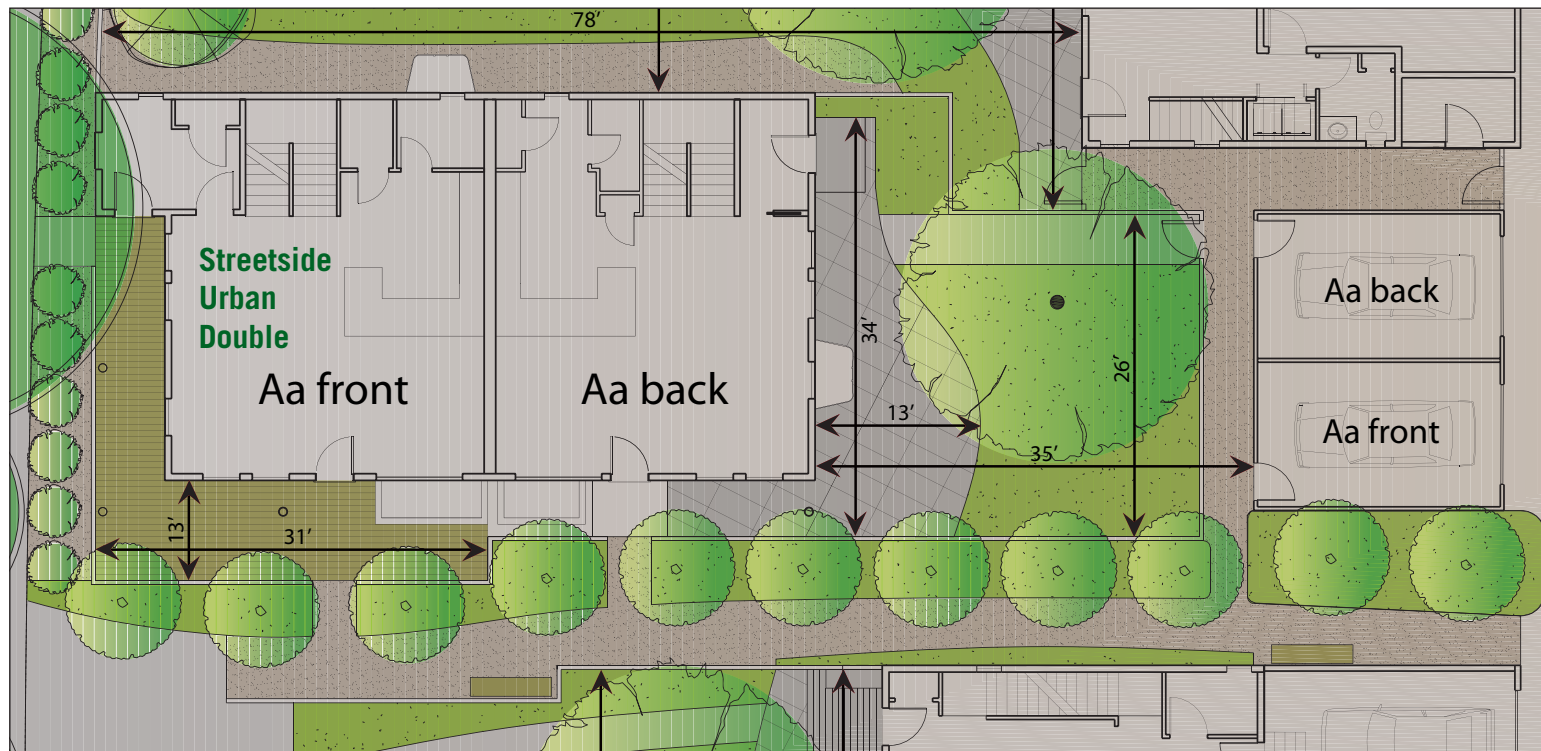 78’
Streetside
Urban
Double
Aa front
Aa back
34’
26’
13’
35’
Aa back
Aa front
13’
31’